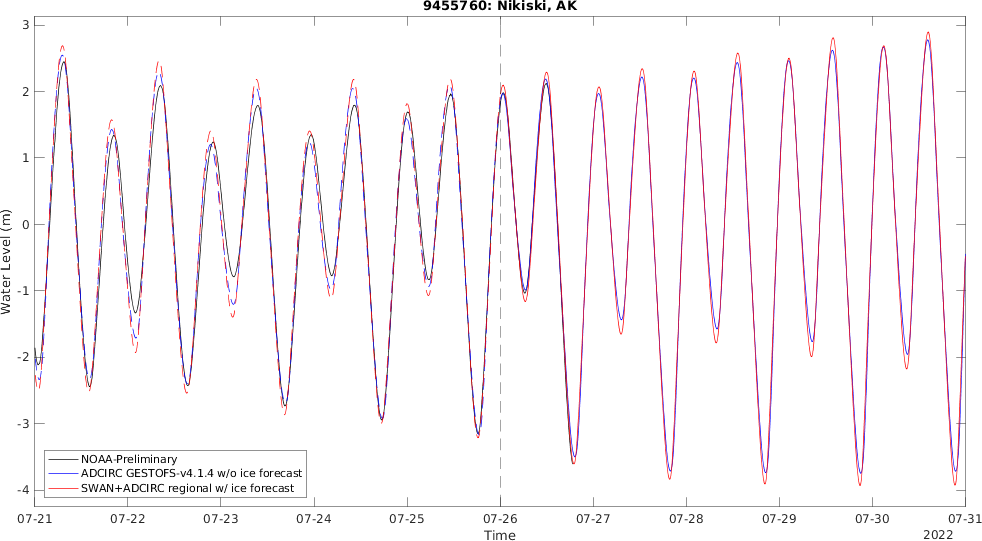 9455760: Nikiski, AK
3
2
1
0
-1
-2
-3
-4
Water Level (m)
NOAA-Preliminary
ADCIRC GESTOFS-v4.1.4 w/o ice forecast
SWAN+ADCIRC regional w/ ice forecast
07-21 07-22 07-23 07-24 07-25 07-26 07-27 07-28 07-29 07-30 07-31
Time
2022